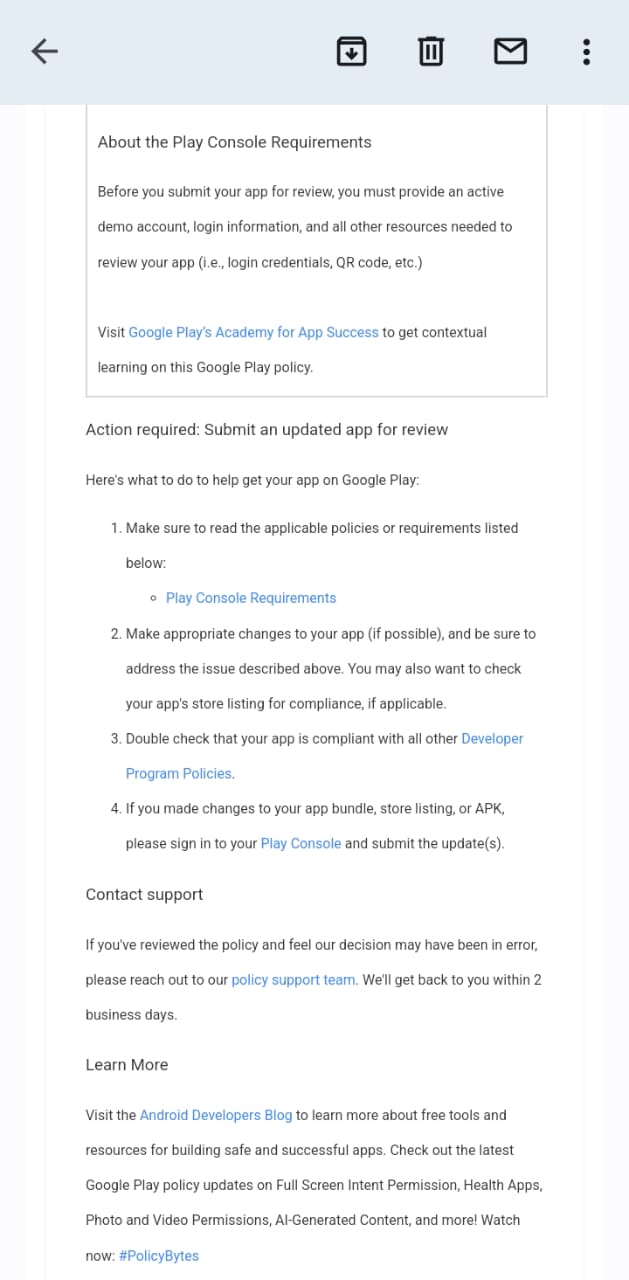 About the Play Console Requirements
Before you submit your app for review, you must provide an active
demo account, login information, and all other resources needed to
review your app (i.e., login credentials, QR code, etc.)
Visit Google Play's Academy for App Success to get contextual
learning on this Google Play policy.
Action required: Submit an updated app for review
Here's what to do to help get your app on Google Play:
1. Make sure to read the applicable policies or requirements listed
below:
○ Play Console Requirements
2. Make appropriate changes to your app (if possible), and be sure to
address the issue described above. You may also want to check
your app's store listing for compliance, if applicable.
3. Double check that your app is compliant with all other Developer
Program Policies.
4. If you made changes to your app bundle, store listing, or APK,
please sign in to your Play Console and submit the update(s).
Contact support
If you've reviewed the policy and feel our decision may have been in error,
please reach out to our policy support team. We'll get back to you within 2
business days.
Learn More
Visit the Android Developers Blog to learn more about free tools and
resources for building safe and successful apps. Check out the latest
Google Play policy updates on Full Screen Intent Permission, Health Apps,
Photo and Video Permissions, AI-Generated Content, and more! Watch
now: #PolicyBytes